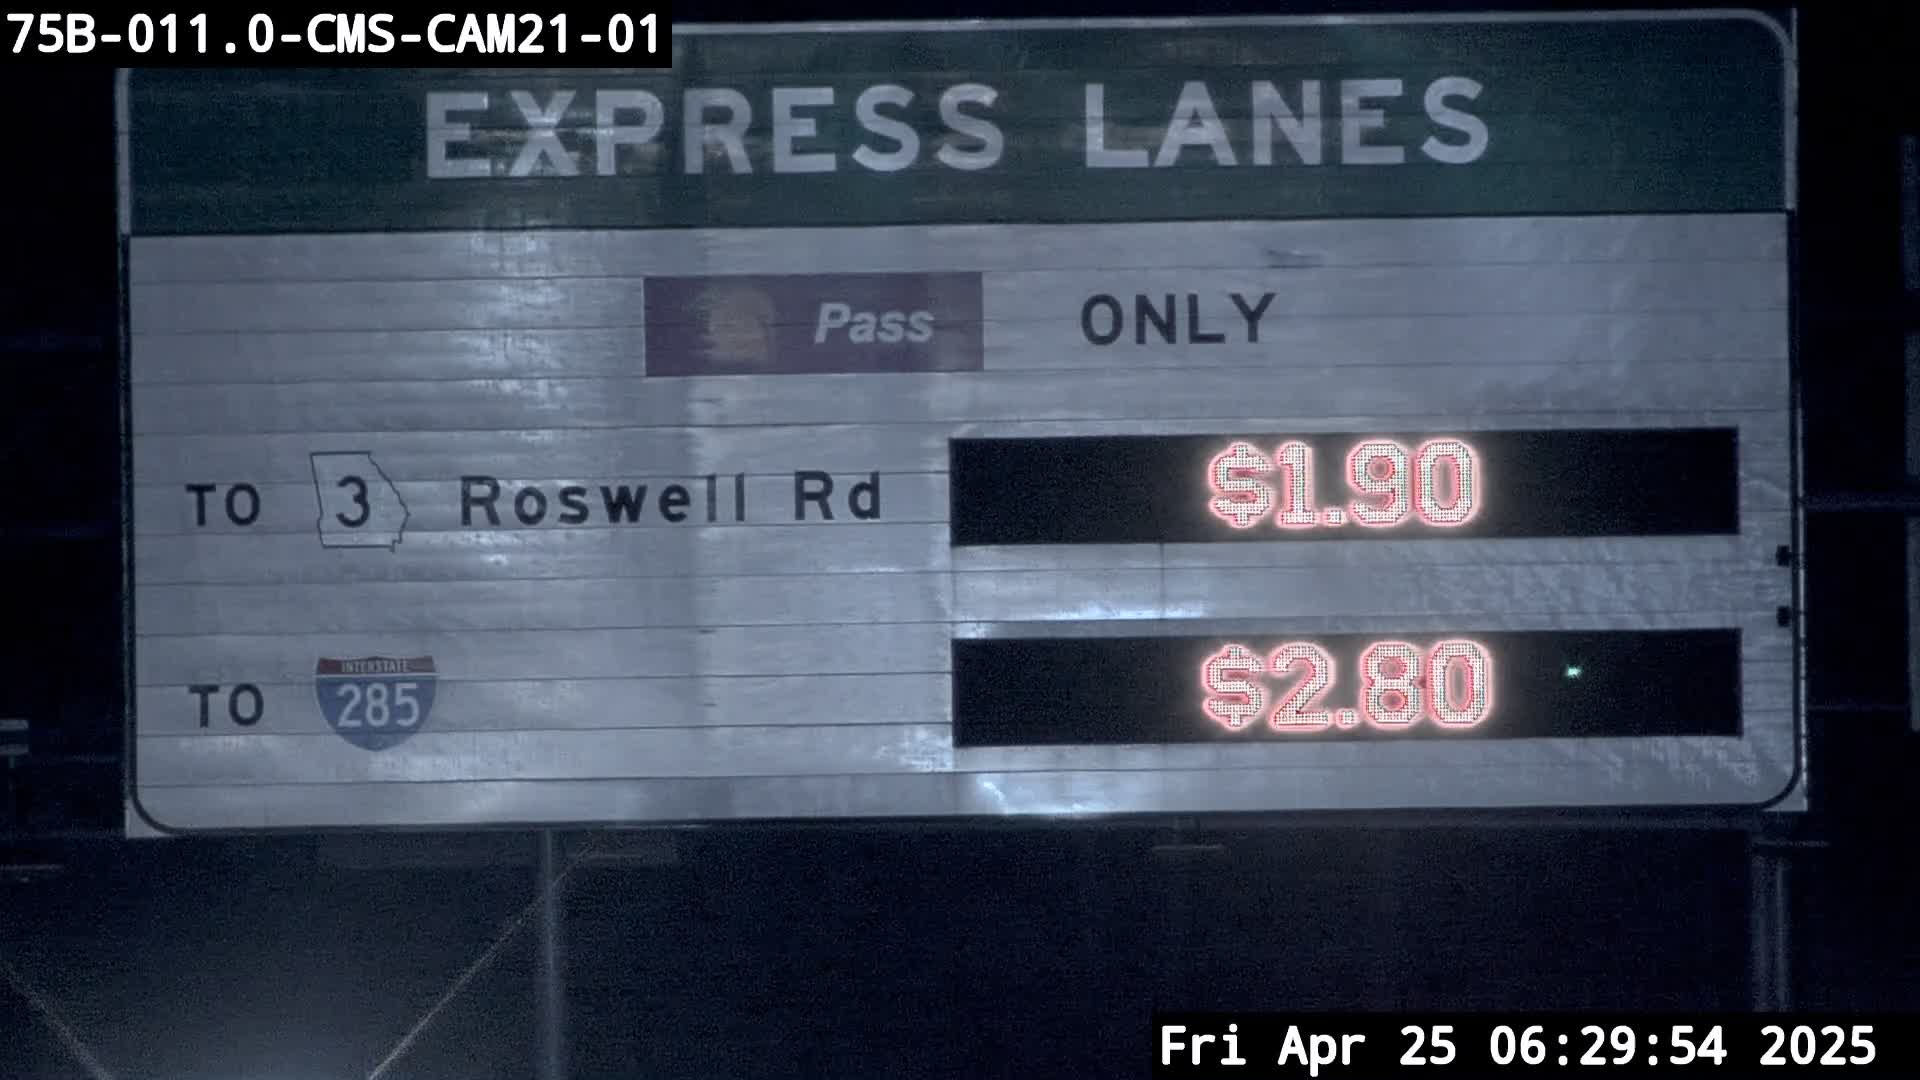 75B-011.0-CMS-CAM21-01
EXPRESS LANES
Pass ONLY
TO 3 Roswell Rd $1.90
INTERSTATE
TO 285 $2.80
Fri Apr 25 06:29:54 2025